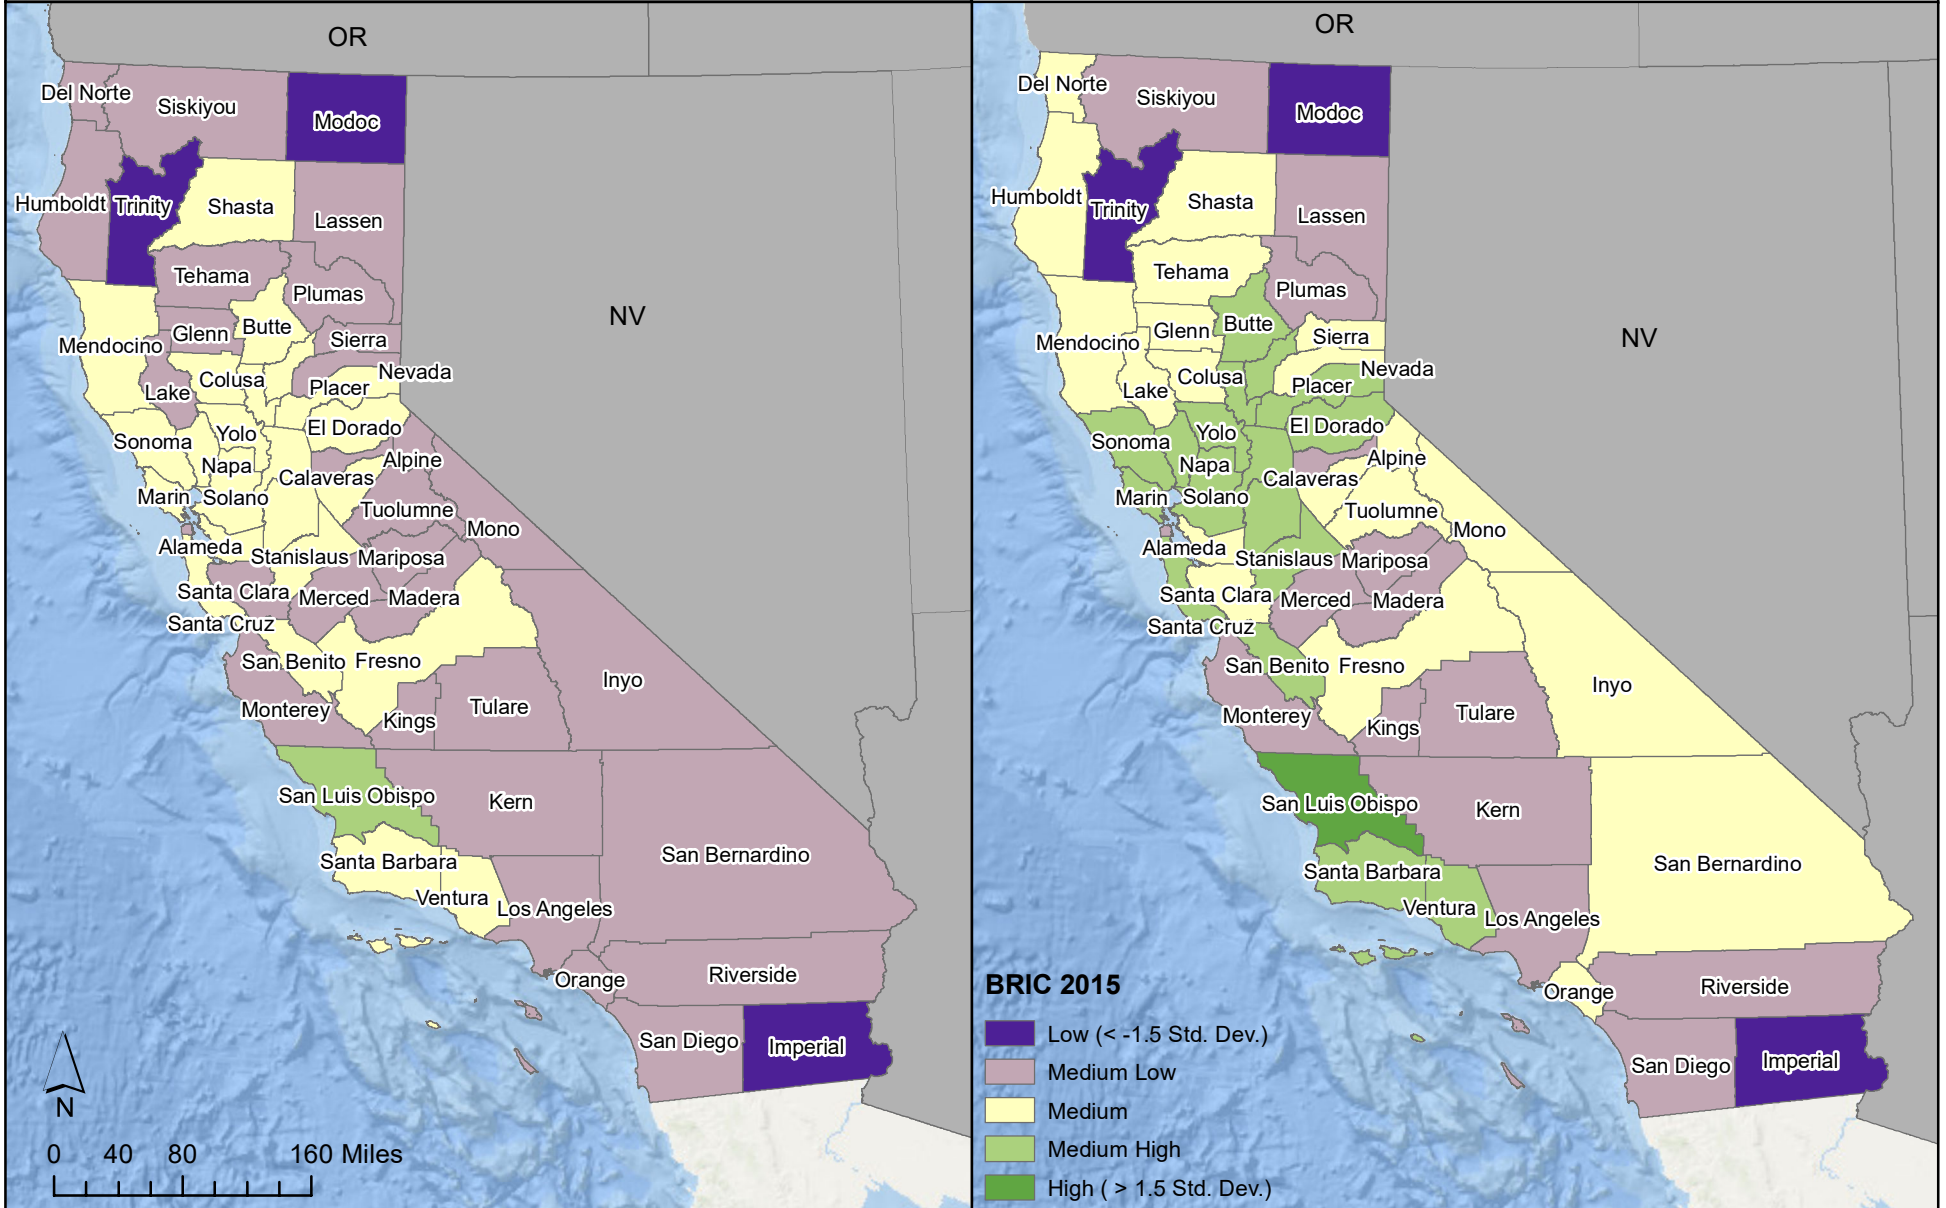 OR
Del Norte
Siskiyou
Modoc
Humboldt
Trinity
Shasta
Lassen
Tehama
Plumas
NV
Glenn
Butte
Sierra
Mendocino
Nevada
Lake
Colusa
Placer
El Dorado
Sonoma
Yolo
Alpine
Napa
Calaveras
Marin
Solano
Tuolumne
Mono
Alameda
Stanislaus
Mariposa
Santa Clara
Merced
Madera
Santa Cruz
San Benito
Fresno
Inyo
Monterey
Kings
Tulare
San Luis Obispo
Kern
Santa Barbara
San Bernardino
Ventura
Los Angeles
Orange
Riverside
San Diego
Imperial
N
0 40 80 160 Miles
OR
Del Norte
Siskiyou
Modoc
Humboldt
Trinity
Shasta
Lassen
Tehama
Plumas
NV
Glenn
Butte
Sierra
Mendocino
Nevada
Lake
Colusa
Placer
El Dorado
Sonoma
Yolo
Alpine
Napa
Calaveras
Marin
Solano
Tuolumne
Mono
Alameda
Stanislaus
Mariposa
Santa Clara
Merced
Madera
Santa Cruz
San Benito
Fresno
Inyo
Monterey
Kings
Tulare
San Luis Obispo
Kern
Santa Barbara
San Bernardino
Ventura
Los Angeles
Orange
Riverside
San Diego
Imperial
BRIC 2015
Low (< -1.5 Std. Dev.)
Medium Low
Medium
Medium High
High ( > 1.5 Std. Dev.)